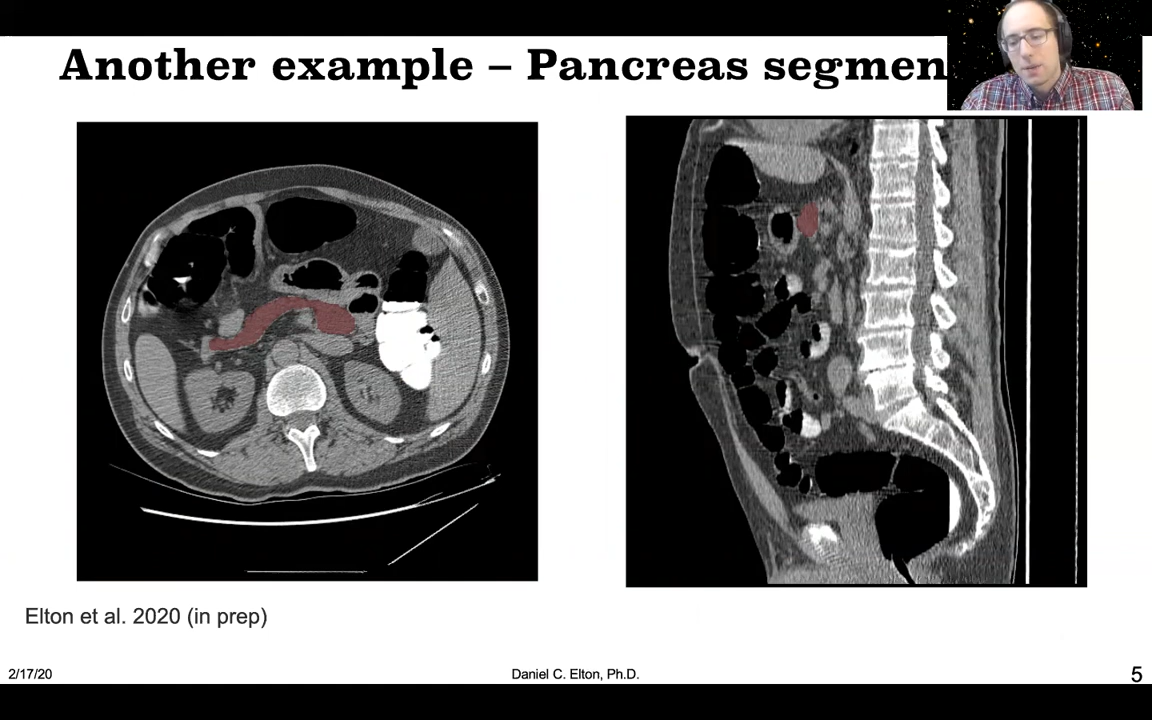 Another example – Pancreas segmen
Elton et al. 2020 (in prep)
2/17/20
Daniel C. Elton, Ph.D.
5